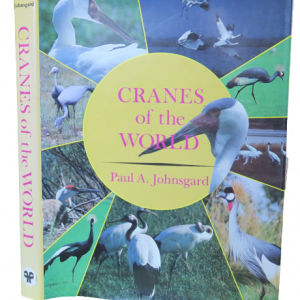 Johnsgard
CRANES of the WORLD
CRANES
of the
WORLD
Paul A. Johnsgard